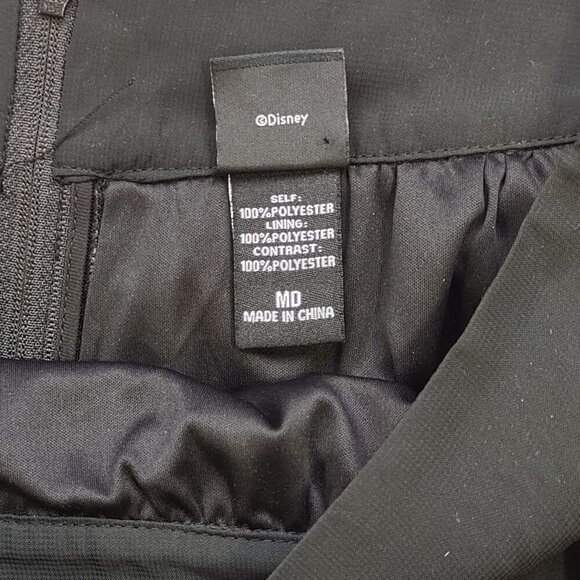 ©Disney
SELF:
100%POLYESTER
LINING:
100%POLYESTER
CONTRAST:
100%POLYESTER
MD
MADE IN CHINA